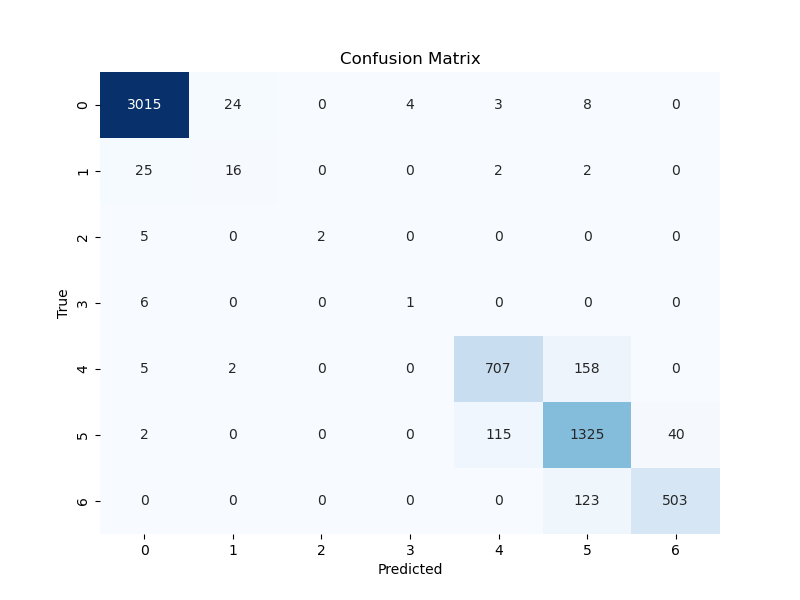 Confusion Matrix
True
0 3015 24 0 4 3 8 0
1 25 16 0 0 2 2 0
2 5 0 2 0 0 0 0
3 6 0 0 1 0 0 0
4 5 2 0 0 707 158 0
5 2 0 0 0 115 1325 40
6 0 0 0 0 0 123 503
0 1 2 3 4 5 6
Predicted